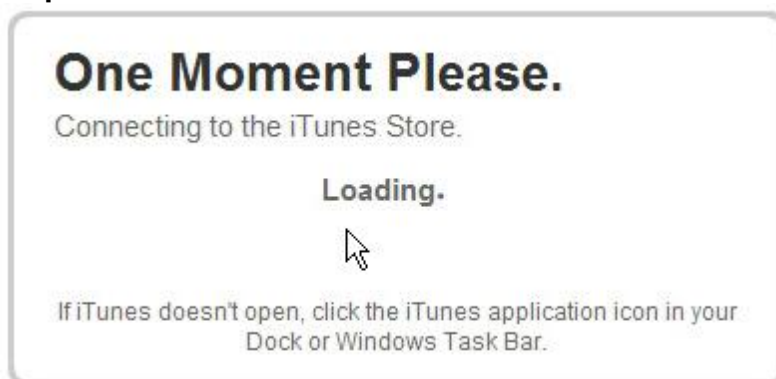 One Moment Please.
Connecting to the iTunes Store.
Loading.
If iTunes doesn't open, click the iTunes application icon in your
Dock or Windows Task Bar.